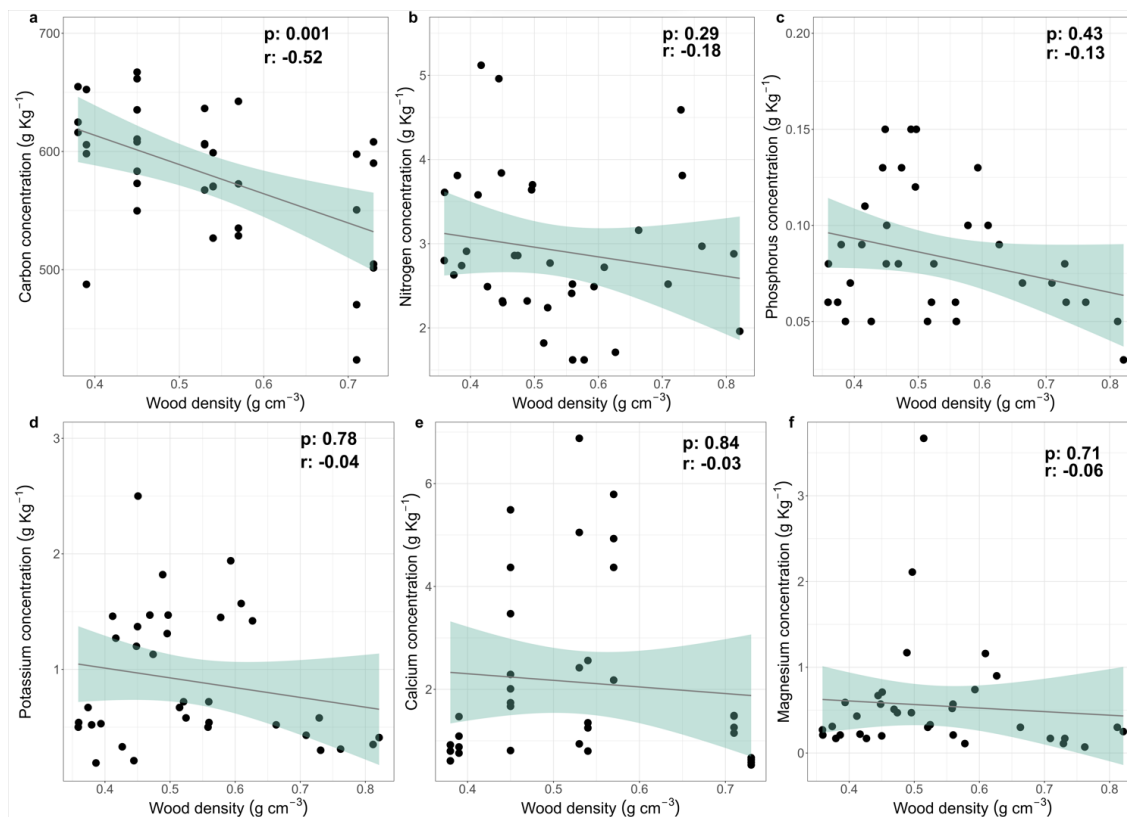 a
p: 0.001
r: -0.52
Carbon concentration (g Kg⁻¹)
700
600
500
0.4 0.5 0.6 0.7
Wood density (g cm⁻³)
b
p: 0.29
r: -0.18
Nitrogen concentration (g Kg⁻¹)
5
4
3
2
0.4 0.5 0.6 0.7 0.8
Wood density (g cm⁻³)
c
p: 0.43
r: -0.13
Phosphorus concentration (g Kg⁻¹)
0.20
0.15
0.10
0.05
0.4 0.5 0.6 0.7 0.8
Wood density (g cm⁻³)
d
p: 0.78
r: -0.04
Potassium concentration (g Kg⁻¹)
3
2
1
0.4 0.5 0.6 0.7 0.8
Wood density (g cm⁻³)
e
p: 0.84
r: -0.03
Calcium concentration (g Kg⁻¹)
6
4
2
0.4 0.5 0.6 0.7
Wood density (g cm⁻³)
f
p: 0.71
r: -0.06
Magnesium concentration (g Kg⁻¹)
3
2
1
0
0.4 0.5 0.6 0.7 0.8
Wood density (g cm⁻³)